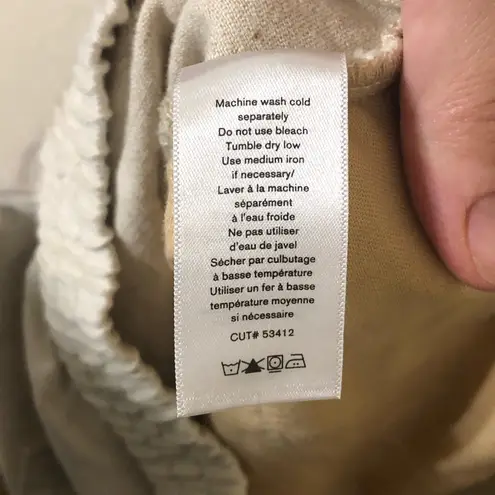 Machine wash cold
separately
Do not use bleach
Tumble dry low
Use medium iron
if necessary/
Laver à la machine
séparément
à l'eau froide
Ne pas utiliser
d'eau de javel
Sécher par culbutage
à basse température
Utiliser un fer à basse
température moyenne
si nécessaire
CUT# 53412